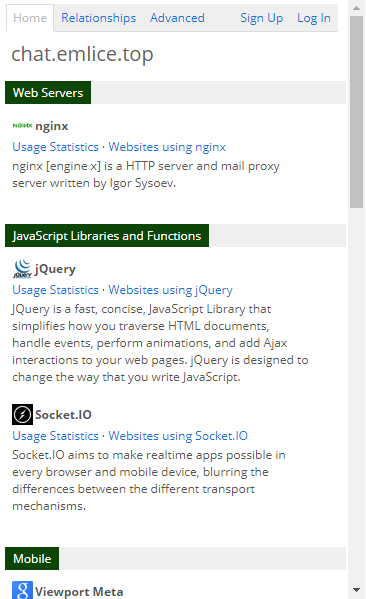 Home Relationships Advanced Sign Up Log In
chat.emlice.top
Web Servers
NGINX nginx
Usage Statistics · Websites using nginx
nginx [engine x] is a HTTP server and mail proxy
server written by Igor Sysoev.
JavaScript Libraries and Functions
jQuery jQuery
Usage Statistics · Websites using jQuery
JQuery is a fast, concise, JavaScript Library that
simplifies how you traverse HTML documents,
handle events, perform animations, and add Ajax
interactions to your web pages. jQuery is designed to
change the way that you write JavaScript.
Socket.IO
Usage Statistics · Websites using Socket.IO
Socket.IO aims to make realtime apps possible in
every browser and mobile device, blurring the
differences between the different transport
mechanisms.
Mobile
g Viewport Meta